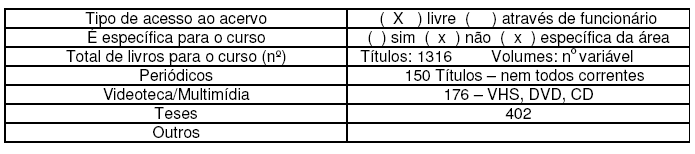 Tipo de acesso ao acervo ( X ) livre ( ) através de funcionário
É específica para o curso ( ) sim ( x ) não ( x ) específica da área
Total de livros para o curso (nº) Títulos: 1316 Volumes: nº variável
Periódicos 150 Títulos – nem todos correntes
Videoteca/Multimídia 176 – VHS, DVD, CD
Teses 402
Outros